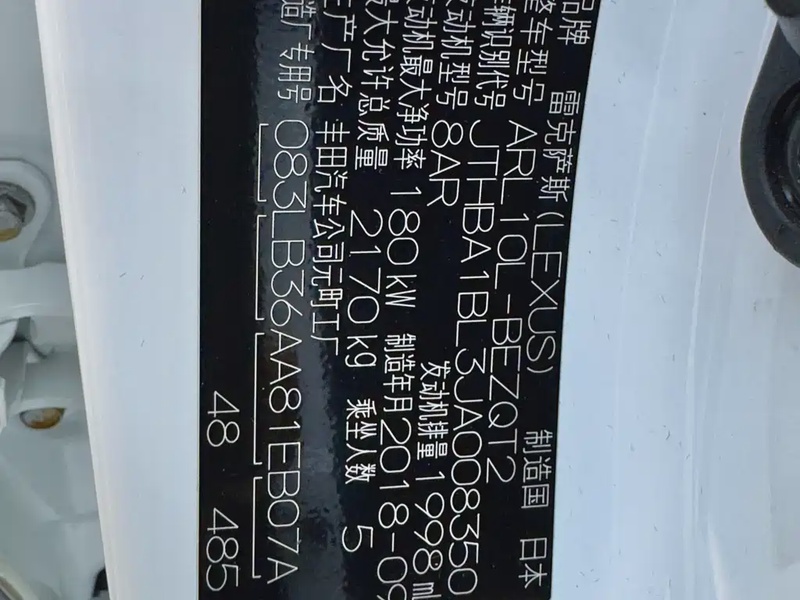 品牌 雷克萨斯(LEXUS) 制造国 日本
整车型号 ARL10L-BEZQT2
车辆识别代号 JTHBA1BL3JA008350
发动机型号 8AR 发动机排量 1998ml
发动机最大净功率 180kW 制造年月 2018-09
最大允许总质量 2170kg 乘坐人数 5
生产厂名 丰田汽车公司元町工厂
造厂专用号 083LB36AA81EB07A
48 485